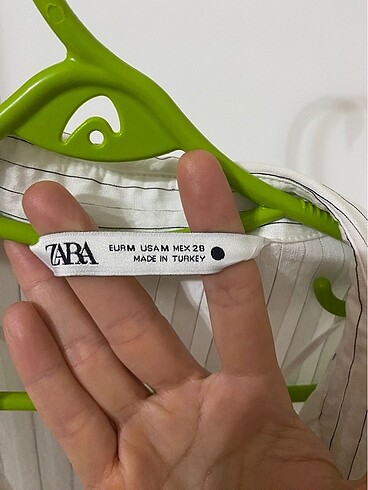 ZARA
EUR M USA M MEX 28
MADE IN TURKEY